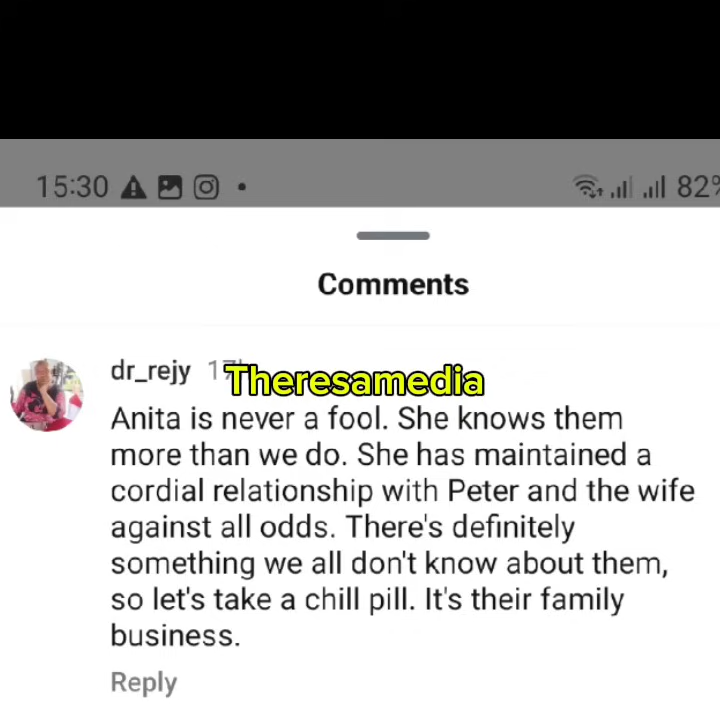 15:30 82%
Comments
dr_rejy
Theresamedia
Anita is never a fool. She knows them
more than we do. She has maintained a
cordial relationship with Peter and the wife
against all odds. There's definitely
something we all don't know about them,
so let's take a chill pill. It's their family
business.
Reply